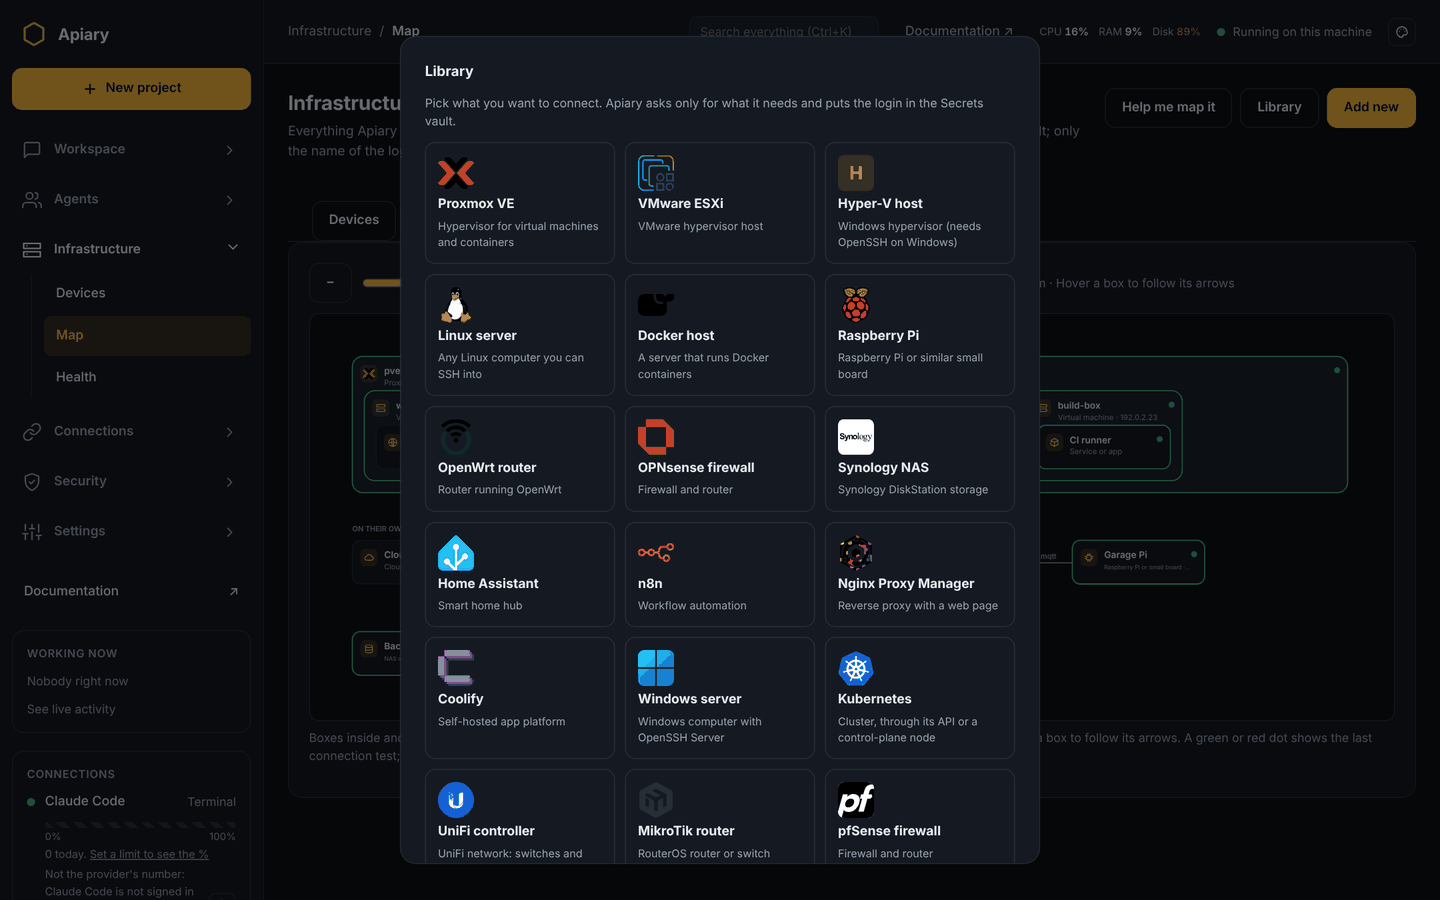 Apiary
Infrastructure / Map
Search everything (Ctrl+K)
Documentation ↗
CPU 16% RAM 9% Disk 89%
Running on this machine
+ New project
Workspace
Agents
Infrastructure
Devices
Map
Health
Connections
Security
Settings
Documentation ↗
WORKING NOW
Nobody right now
See live activity
CONNECTIONS
Claude Code Terminal
0% 100%
0 today. Set a limit to see the %
Not the provider's number:
Claude Code is not signed in
Help me map it
Library
Add new
Everything Apiary
the name of the lo
only
Devices
−
· Hover a box to follow its arrows
build-box
Virtual machine · 192.0.2.23
CI runner
Service or app
mqtt
Garage Pi
Raspberry Pi or small board ·...
Boxes inside
a box to follow its arrows. A green or red dot shows the last
connection test;
Library
Pick what you want to connect. Apiary asks only for what it needs and puts the login in the Secrets
vault.
Proxmox VE
Hypervisor for virtual machines
and containers
VMware ESXi
VMware hypervisor host
H
Hyper-V host
Windows hypervisor (needs
OpenSSH on Windows)
Linux server
Any Linux computer you can
SSH into
Docker host
A server that runs Docker
containers
Raspberry Pi
Raspberry Pi or similar small
board
OpenWrt router
Router running OpenWrt
OPNsense firewall
Firewall and router
Synology
Synology NAS
Synology DiskStation storage
Home Assistant
Smart home hub
n8n
Workflow automation
Nginx Proxy Manager
Reverse proxy with a web page
Coolify
Self-hosted app platform
Windows server
Windows computer with
OpenSSH Server
Kubernetes
Cluster, through its API or a
control-plane node
U
UniFi controller
UniFi network: switches and
MikroTik router
RouterOS router or switch
pf
pfSense firewall
Firewall and router